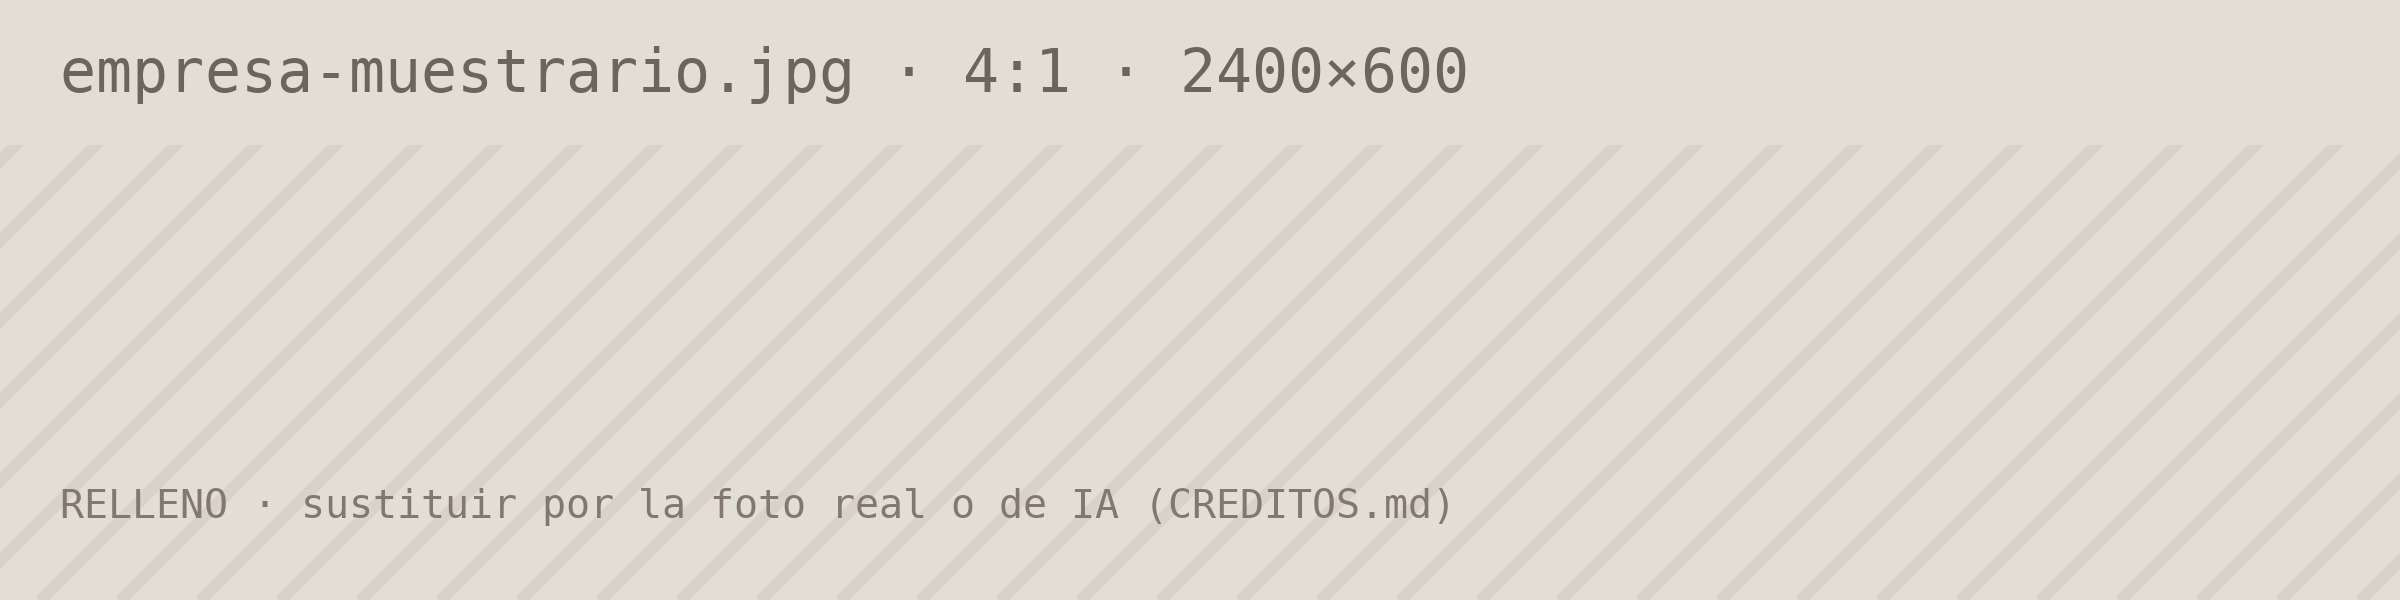 empresa-muestrario.jpg · 4:1 · 2400×600
RELLENO · sustituir por la foto real o de IA (CREDITOS.md)